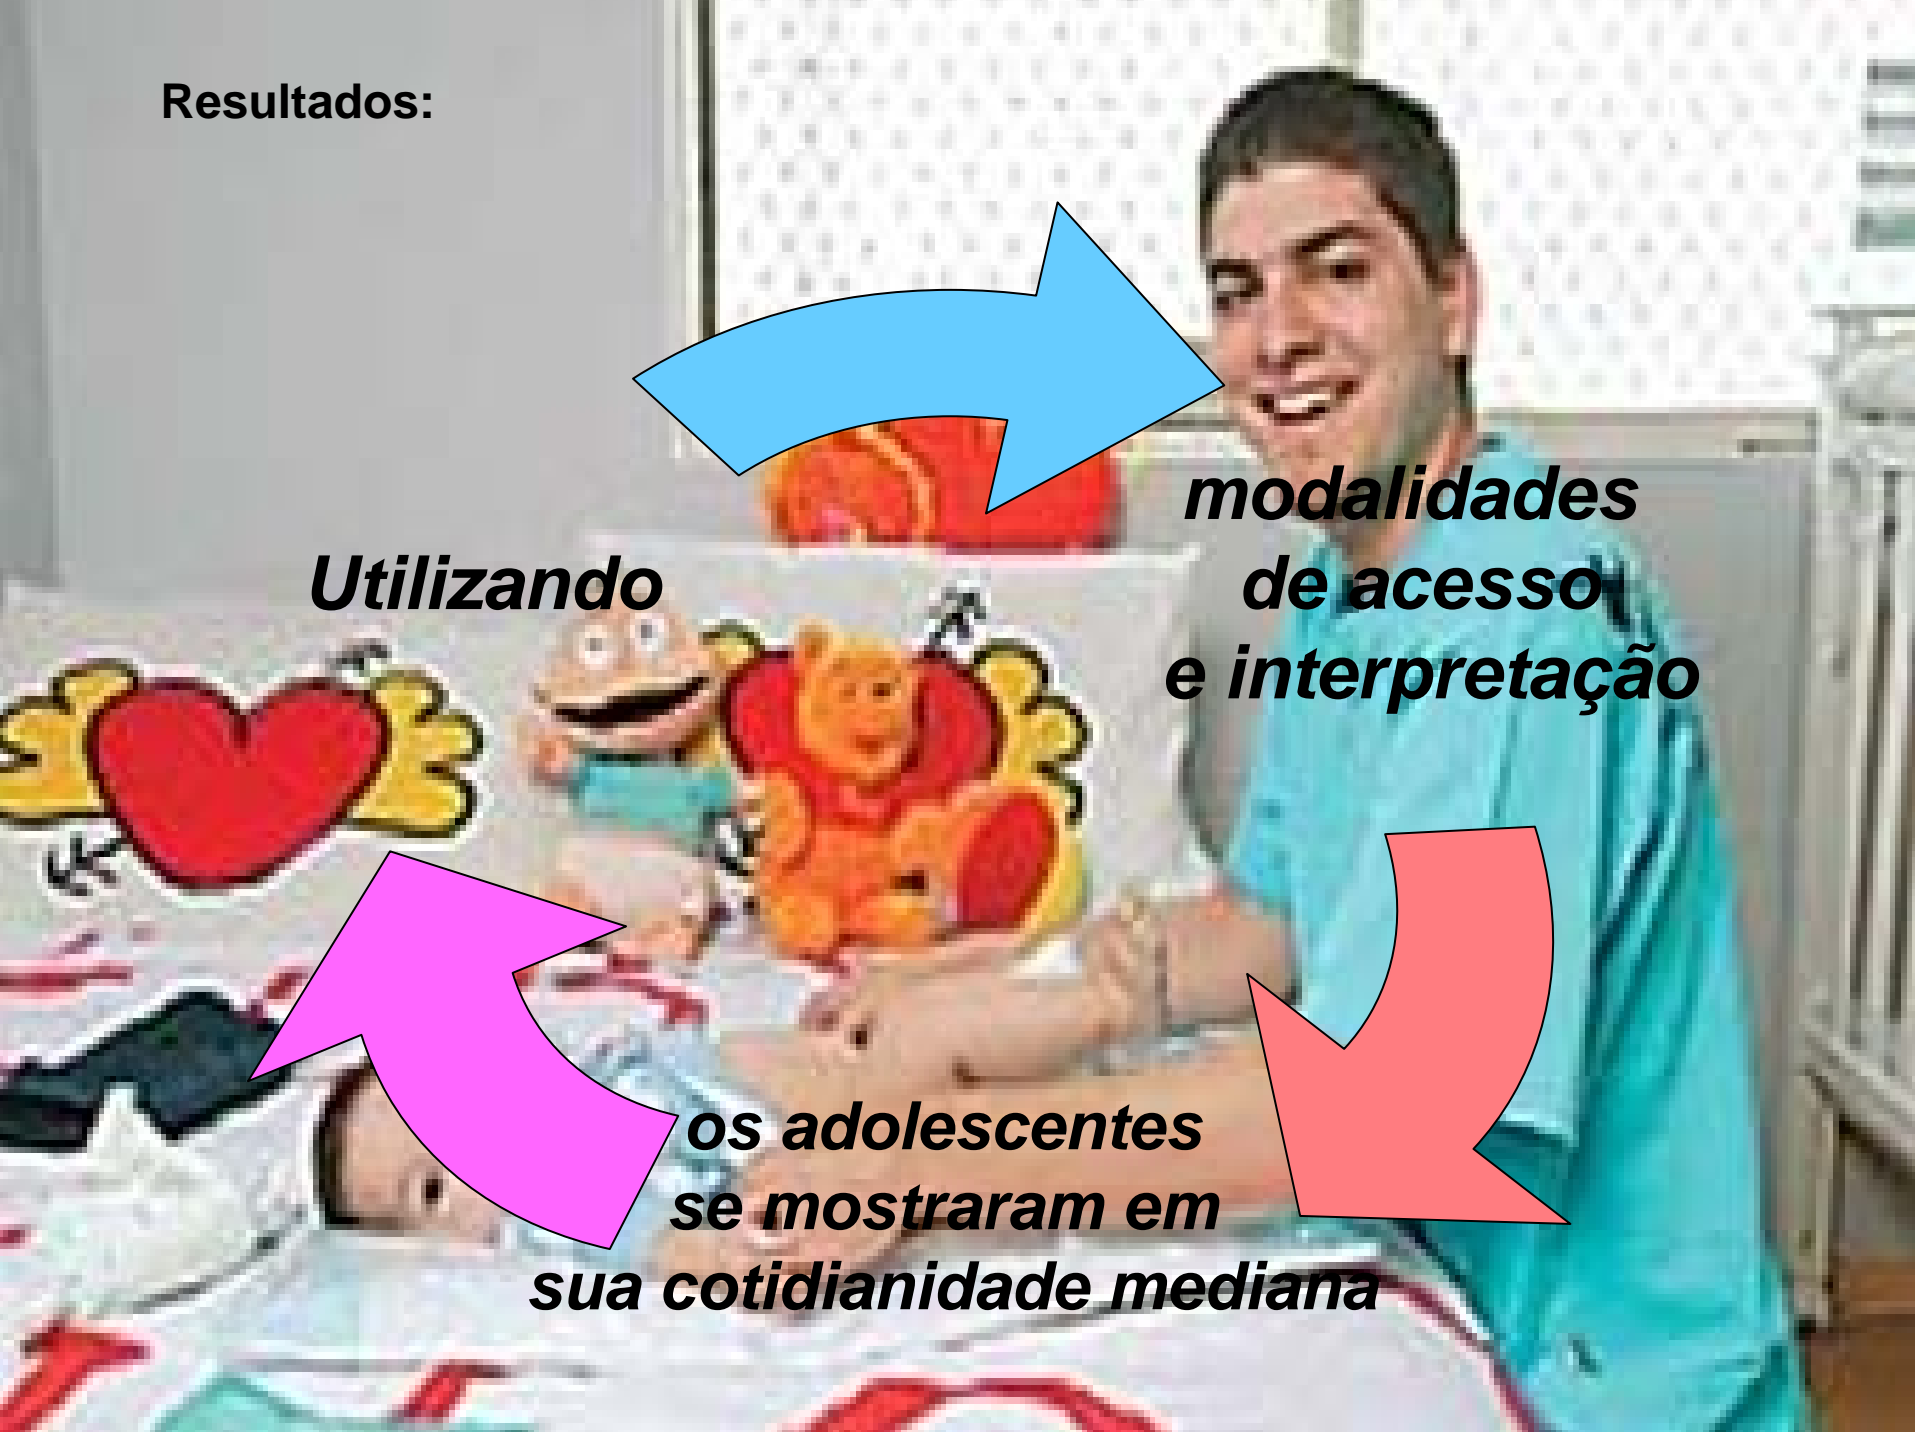 Resultados:
Utilizando
modalidades
de acesso
e interpretação
os adolescentes
se mostraram em
sua cotidianidade mediana